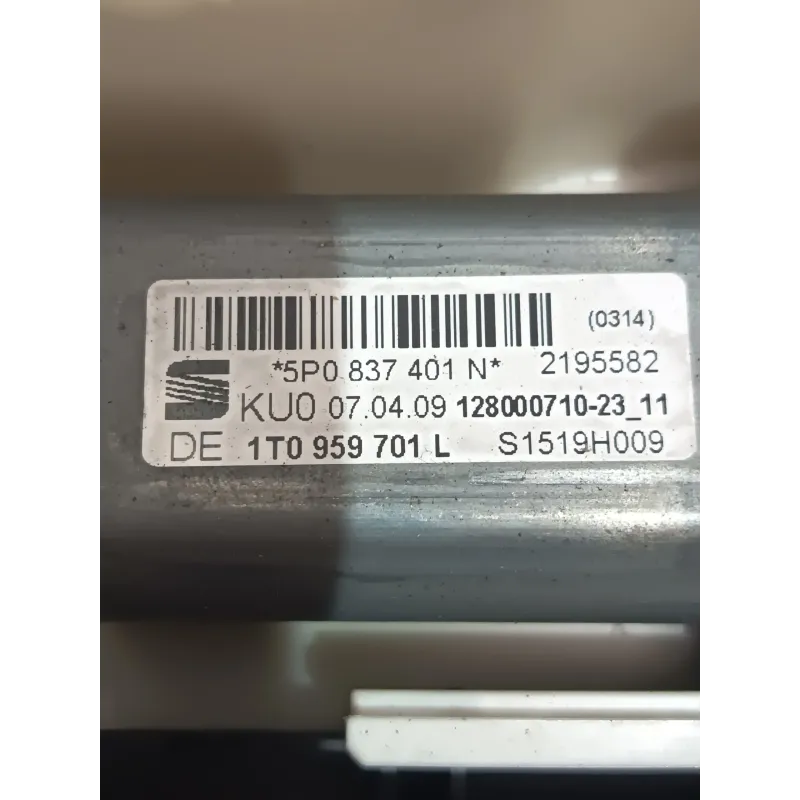 (0314)
*5P0 837 401 N* 2195582
KU0 07.04.09 128000710-23_11
DE 1T0 959 701 L S1519H009